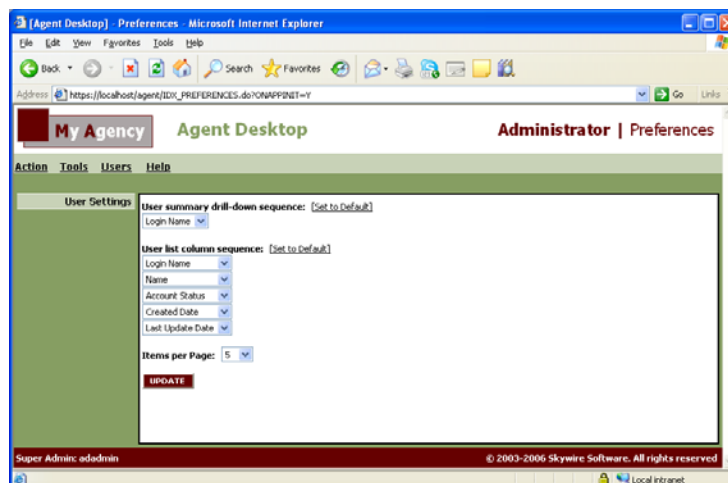 [Agent Desktop] - Preferences - Microsoft Internet Explorer
File Edit View Favorites Tools Help
Back Search Favorites
Address https://localhost/agent/IDX_PREFERENCES.do?ONAPPINIT=Y Go Links
My Agency Agent Desktop Administrator | Preferences
Action Tools Users Help
User Settings
User summary drill-down sequence: [Set to Default]
Login Name
User list column sequence: [Set to Default]
Login Name
Name
Account Status
Created Date
Last Update Date
Items per Page: 5
UPDATE
Super Admin: adadmin © 2003-2006 Skywire Software. All rights reserved
Local intranet